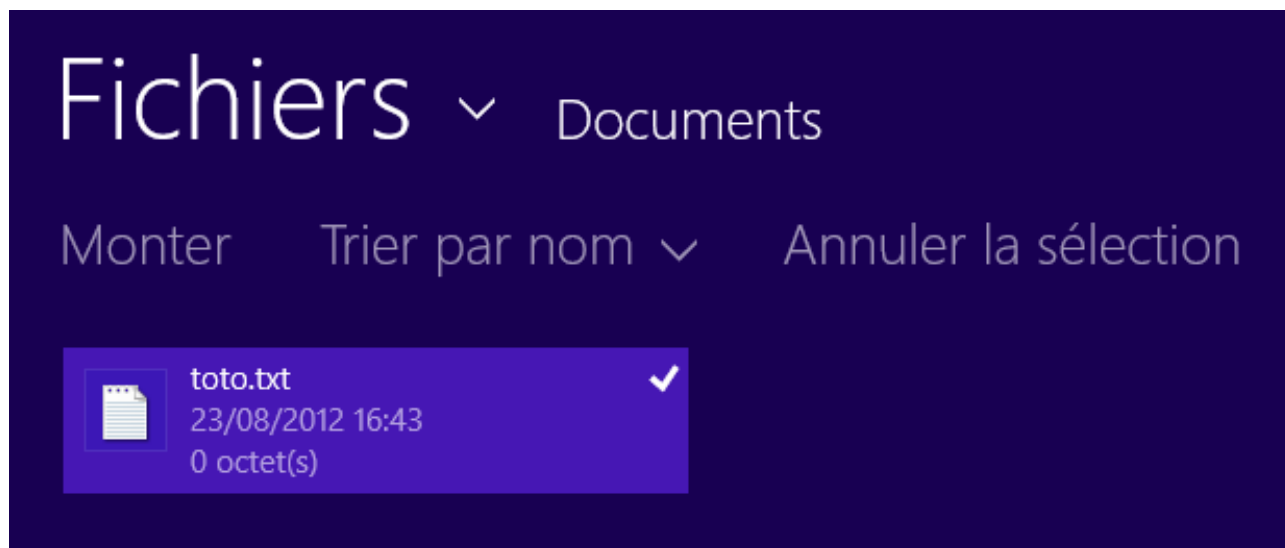 Fichiers Documents
Monter Trier par nom Annuler la sélection
toto.txt
23/08/2012 16:43
0 octet(s)